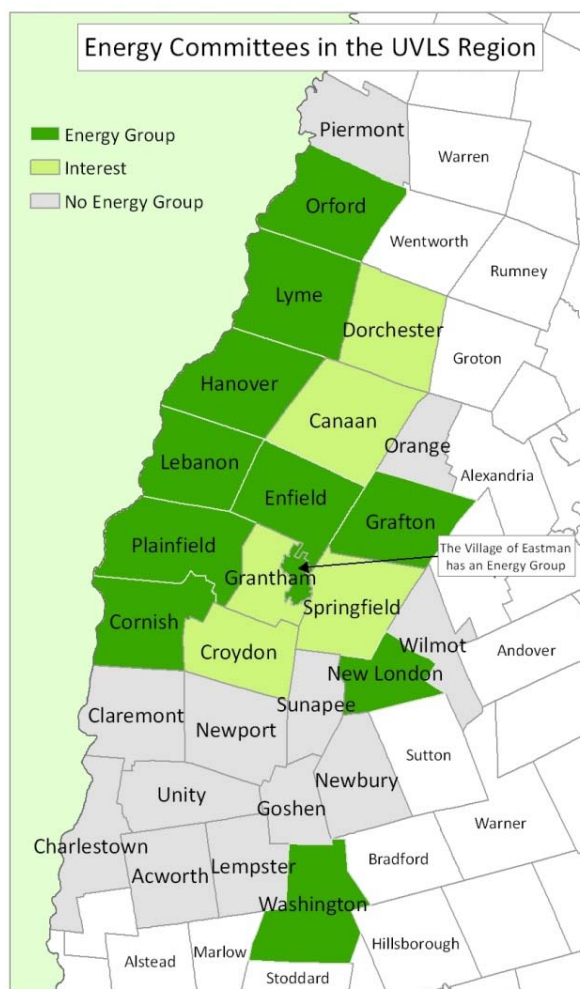 Energy Committees in the UVLS Region
Energy Group
Interest
No Energy Group
Piermont
Warren
Orford
Wentworth
Rumney
Lyme
Dorchester
Groton
Hanover
Canaan
Orange
Lebanon
Alexandria
Enfield
Grafton
Plainfield
The Village of Eastman
has an Energy Group
Grantham
Springfield
Cornish
Wilmot
Andover
Croydon
New London
Claremont
Sunapee
Newport
Sutton
Newbury
Unity
Goshen
Warner
Charlestown
Lempster
Bradford
Acworth
Washington
Hillsborough
Marlow
Alstead
Stoddard